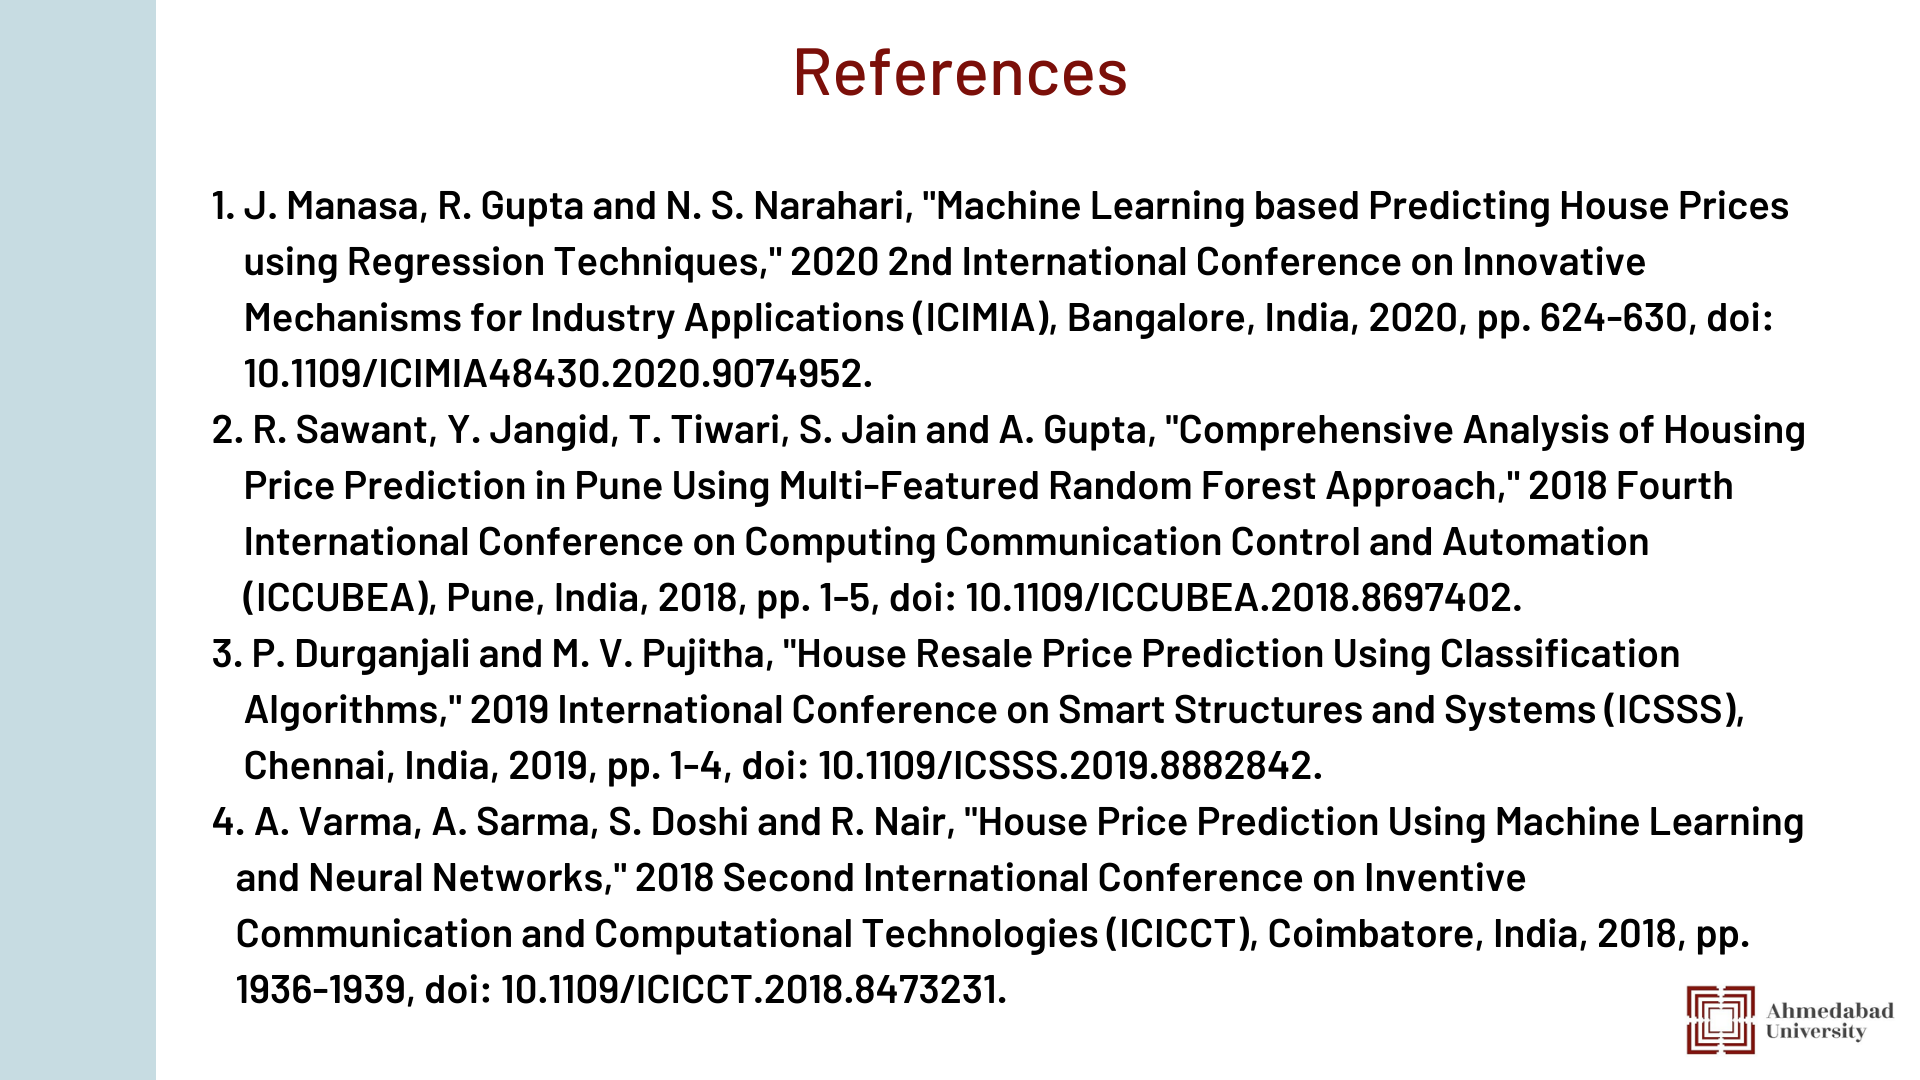 References
1. J. Manasa, R. Gupta and N. S. Narahari, "Machine Learning based Predicting House Prices
using Regression Techniques," 2020 2nd International Conference on Innovative
Mechanisms for Industry Applications (ICIMIA), Bangalore, India, 2020, pp. 624-630, doi:
10.1109/ICIMIA48430.2020.9074952.
2. R. Sawant, Y. Jangid, T. Tiwari, S. Jain and A. Gupta, "Comprehensive Analysis of Housing
Price Prediction in Pune Using Multi-Featured Random Forest Approach," 2018 Fourth
International Conference on Computing Communication Control and Automation
(ICCUBEA), Pune, India, 2018, pp. 1-5, doi: 10.1109/ICCUBEA.2018.8697402.
3. P. Durganjali and M. V. Pujitha, "House Resale Price Prediction Using Classification
Algorithms," 2019 International Conference on Smart Structures and Systems (ICSSS),
Chennai, India, 2019, pp. 1-4, doi: 10.1109/ICSSS.2019.8882842.
4. A. Varma, A. Sarma, S. Doshi and R. Nair, "House Price Prediction Using Machine Learning
and Neural Networks," 2018 Second International Conference on Inventive
Communication and Computational Technologies (ICICCT), Coimbatore, India, 2018, pp.
1936-1939, doi: 10.1109/ICICCT.2018.8473231.
Ahmedabad
University